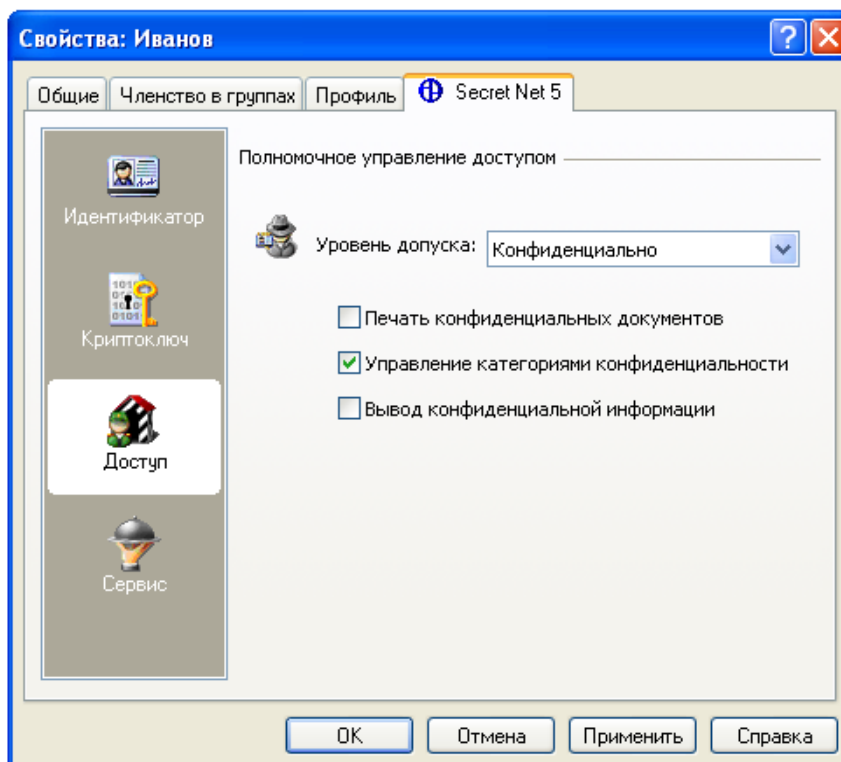 Свойства: Иванов
Общие Членство в группах Профиль Secret Net 5
Идентификатор
Криптоключ
Доступ
Сервис
Полномочное управление доступом
Уровень допуска: Конфиденциально
Печать конфиденциальных документов
Управление категориями конфиденциальности
Вывод конфиденциальной информации
OK Отмена Применить Справка